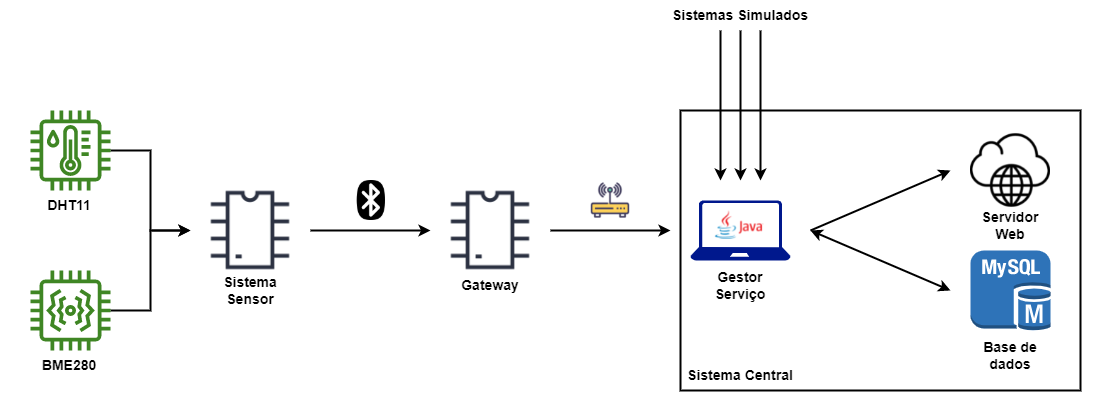 Sistemas Simulados
DHT11
BME280
Sistema
Sensor
Gateway
Java
Gestor
Serviço
Servidor
Web
MySQL
M
Base de
dados
Sistema Central